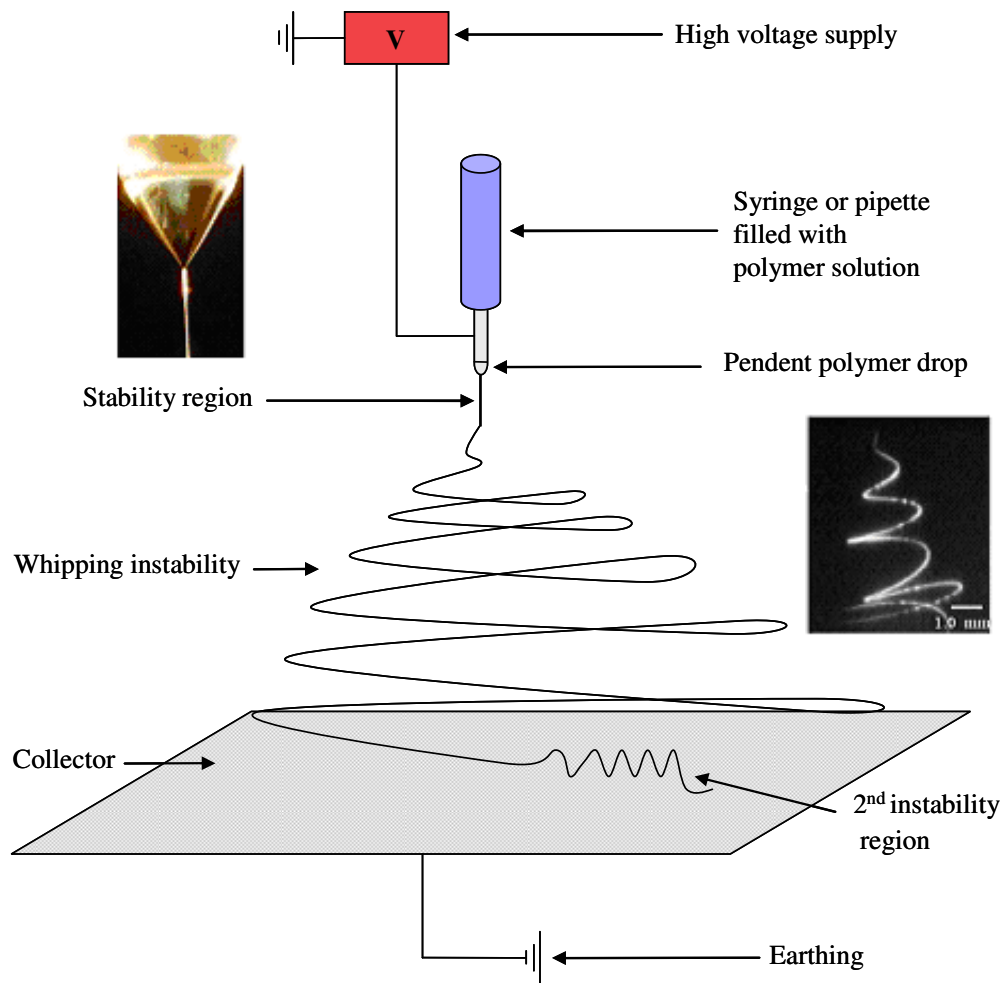 V
High voltage supply
Syringe or pipette
filled with
polymer solution
Pendent polymer drop
Stability region
Whipping instability
1.0 mm
Collector
2nd instability
region
Earthing